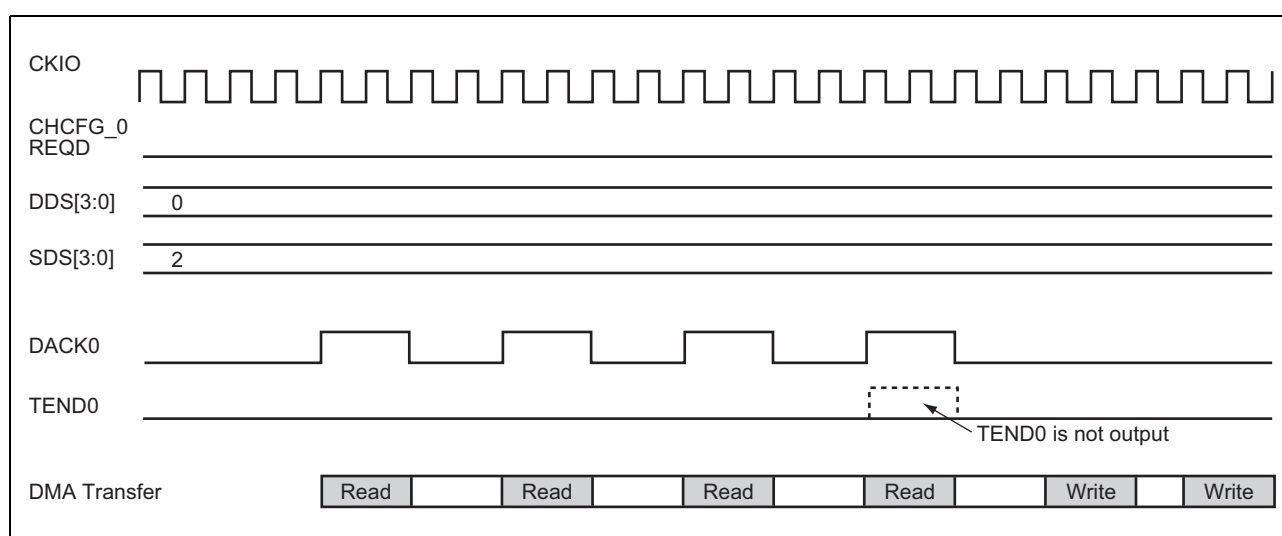 CKIO
CHCFG_0
REQD
DDS[3:0] 0
SDS[3:0] 2
DACK0
TEND0
TEND0 is not output
DMA Transfer Read Read Read Read Write Write